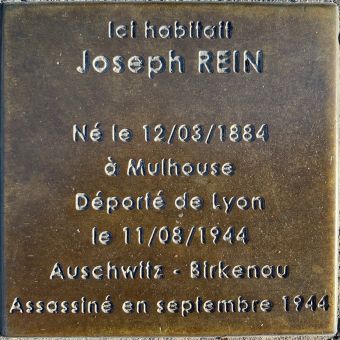 Ici habitait
Joseph REIN
Né le 12/03/1884
à Mulhouse
Déporté de Lyon
le 11/08/1944
Auschwitz - Birkenau
Assassiné en septembre 1944